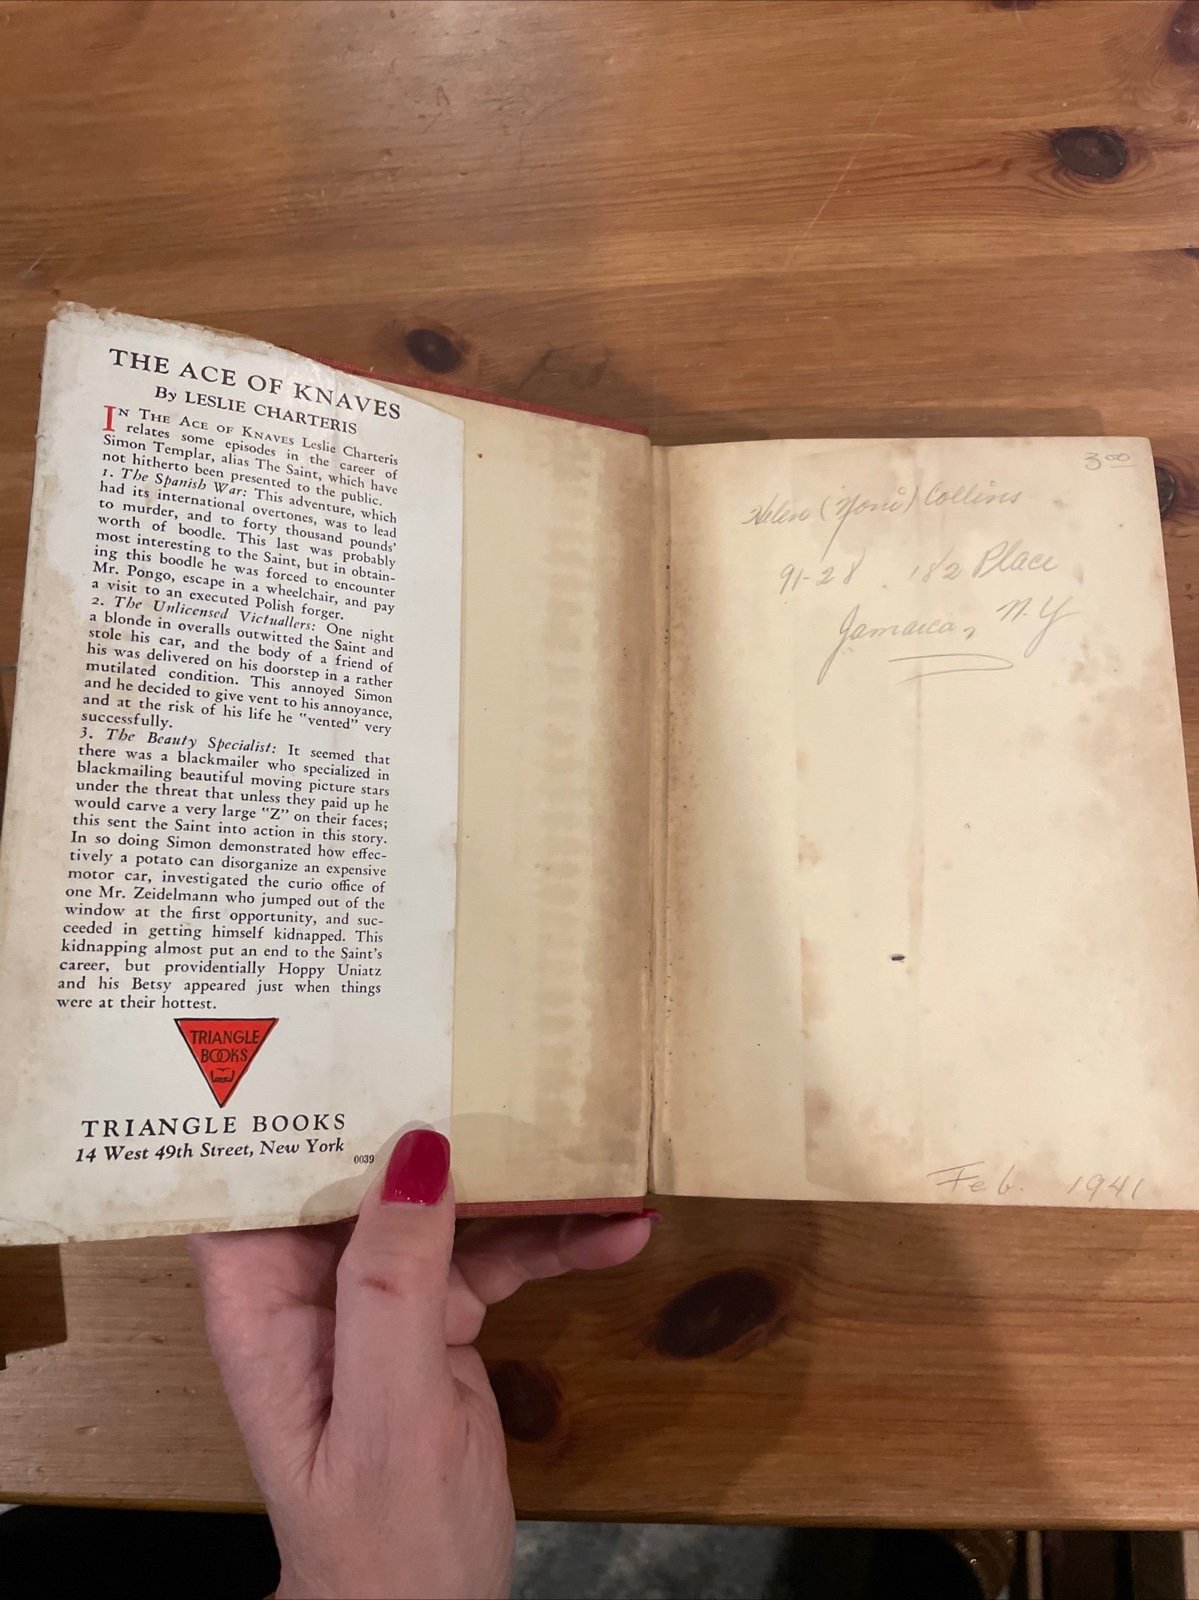 THE ACE OF KNAVES
By LESLIE CHARTERIS
IN THE ACE OF KNAVES Leslie Charteris
relates some episodes in the career of
Simon Templar, alias The Saint, which have
not hitherto been presented to the public.
1. The Spanish War: This adventure, which
had its international overtones, was to lead
to murder, and to forty thousand pounds'
worth of boodle. This last was probably
most interesting to the Saint, but in obtain-
ing this boodle he was forced to encounter
Mr. Pongo, escape in a wheelchair, and pay
a visit to an executed Polish forger.
2. The Unlicensed Victuallers: One night
a blonde in overalls outwitted the Saint and
stole his car, and the body of a friend of
his was delivered on his doorstep in a rather
mutilated condition. This annoyed Simon
and he decided to give vent to his annoyance,
and at the risk of his life he "vented" very
successfully.
3. The Beauty Specialist: It seemed that
there was a blackmailer who specialized in
blackmailing beautiful moving picture stars
under the threat that unless they paid up he
would carve a very large "Z" on their faces;
this sent the Saint into action in this story.
In so doing Simon demonstrated how effec-
tively a potato can disorganize an expensive
motor car, investigated the curio office of
one Mr. Zeidelmann who jumped out of the
window at the first opportunity, and suc-
ceeded in getting himself kidnapped. This
kidnapping almost put an end to the Saint's
career, but providentially Hoppy Uniatz
and his Betsy appeared just when things
were at their hottest.
TRIANGLE
BOOKS
TRIANGLE BOOKS
14 West 49th Street, New York
0039
3.00
Helen (Noni) Collins
91-28 182 Place
Jamaica, N.Y
Feb. 1941